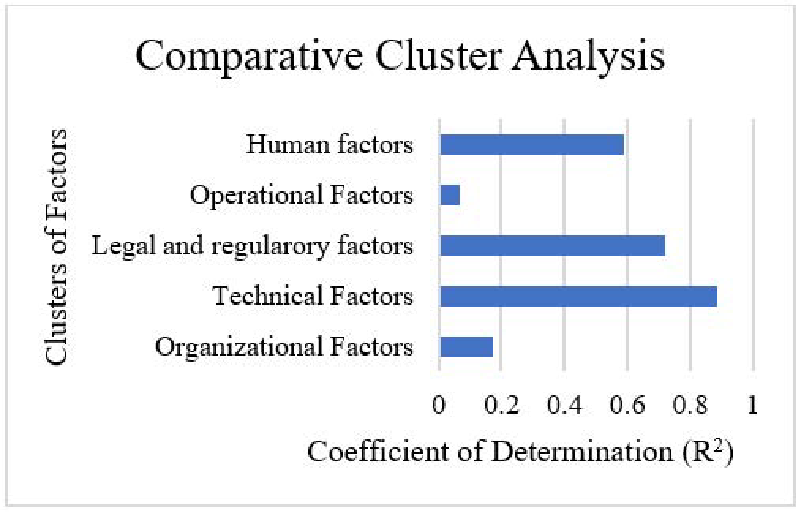 Comparative Cluster Analysis
Clusters of Factors
Human factors
Operational Factors
Legal and regularory factors
Technical Factors
Organizational Factors
0 0.2 0.4 0.6 0.8 1
Coefficient of Determination (R²)